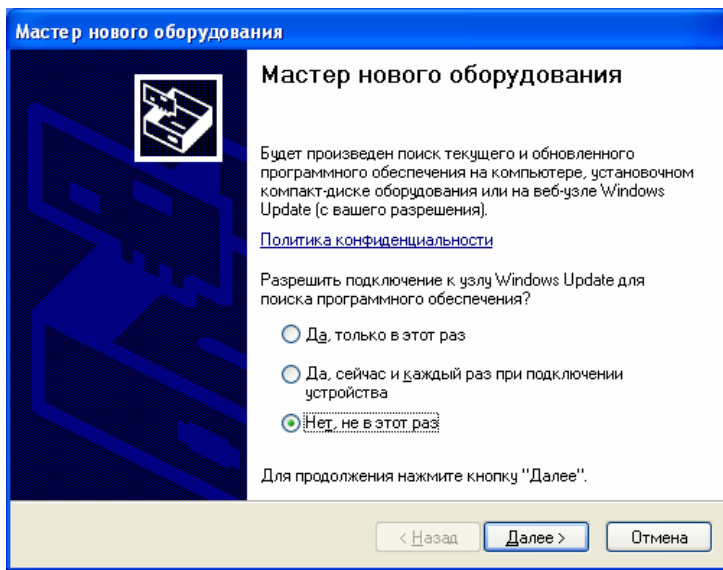 Мастер нового оборудования
Мастер нового оборудования
Будет произведен поиск текущего и обновленного
программного обеспечения на компьютере, установочном
компакт-диске оборудования или на веб-узле Windows
Update (с вашего разрешения).
Политика конфиденциальности
Разрешить подключение к узлу Windows Update для
поиска программного обеспечения?
Да, только в этот раз
Да, сейчас и каждый раз при подключении
устройства
Нет, не в этот раз
Для продолжения нажмите кнопку "Далее".
< Назад Далее > Отмена